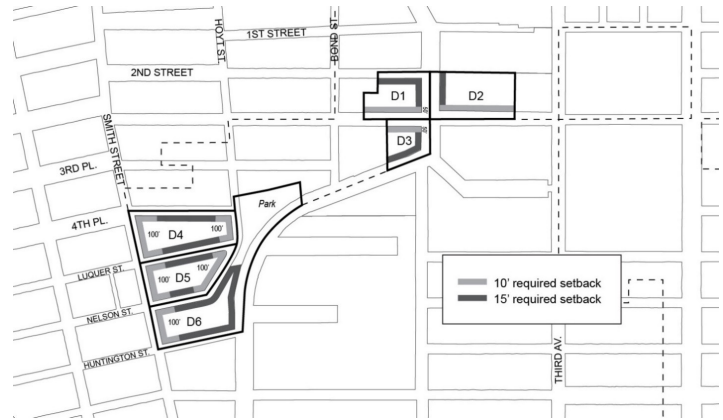 HOYT ST.
BOND ST.
1ST STREET
2ND STREET
D1
50'
D2
SMITH STREET
D3
50'
3RD PL.
Park
4TH PL.
100'
100'
D4
LUQUER ST.
100'
100'
D5
10' required setback
15' required setback
NELSON ST.
100'
D6
THIRD AV.
HUNTINGTON ST.